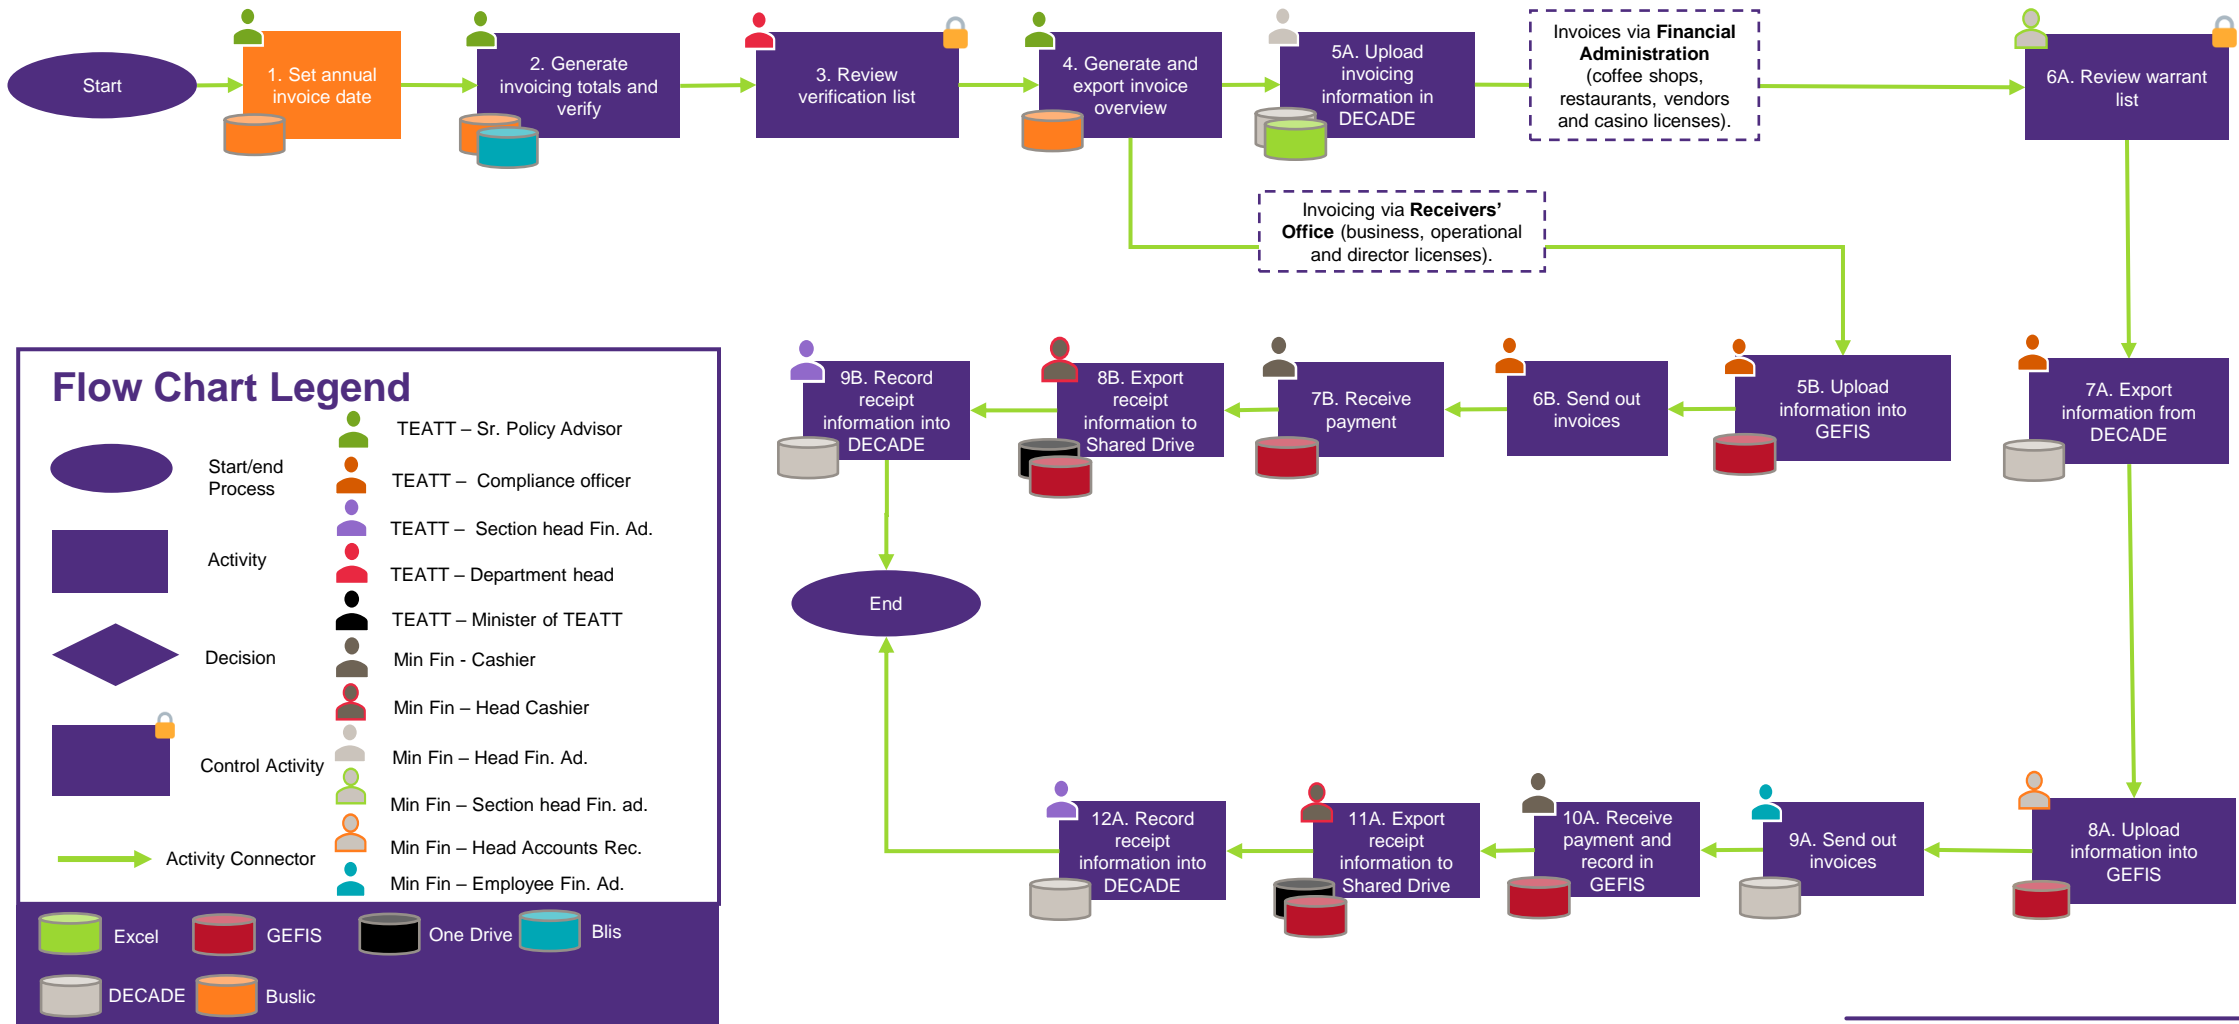 Start
1. Set annual
invoice date
2. Generate
invoicing totals and
verify
3. Review
verification list
4. Generate and
export invoice
overview
5A. Upload
invoicing
information in
DECADE
Invoices via Financial
Administration
(coffee shops,
restaurants, vendors
and casino licenses).
6A. Review warrant
list
Invoicing via Receivers’
Office (business, operational
and director licenses).
9B. Record
receipt
information into
DECADE
8B. Export
receipt
information to
Shared Drive
7B. Receive
payment
6B. Send out
invoices
5B. Upload
information into
GEFIS
7A. Export
information from
DECADE
End
12A. Record
receipt
information into
DECADE
11A. Export
receipt
information to
Shared Drive
10A. Receive
payment and
record in
GEFIS
9A. Send out
invoices
8A. Upload
information into
GEFIS
Flow Chart Legend
Start/end
Process
Activity
Decision
Control Activity
Activity Connector
TEATT – Sr. Policy Advisor
TEATT – Compliance officer
TEATT – Section head Fin. Ad.
TEATT – Department head
TEATT – Minister of TEATT
Min Fin - Cashier
Min Fin – Head Cashier
Min Fin – Head Fin. Ad.
Min Fin – Section head Fin. ad.
Min Fin – Head Accounts Rec.
Min Fin – Employee Fin. Ad.
Excel
GEFIS
One Drive
Blis
DECADE
Buslic